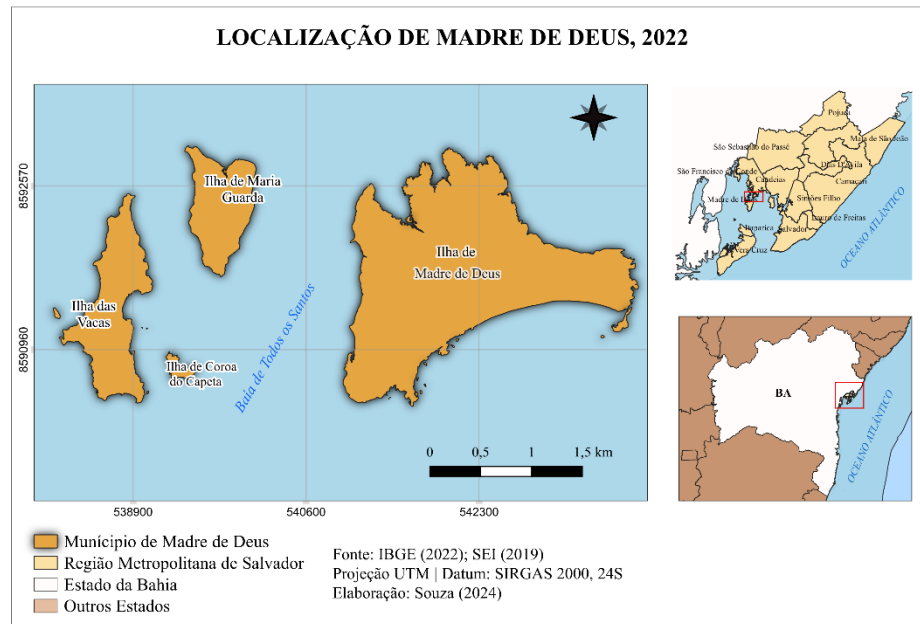 LOCALIZAÇÃO DE MADRE DE DEUS, 2022
8592570
8590960
538900
540600
542300
Ilha de Maria
Guarda
Ilha das
Vacas
Ilha de Coroa
do Capeta
Baia de Todos os Santos
Ilha de
Madre de Deus
0 0,5 1 1,5 km
Pojuca
Mata de São João
São Sebastião do Passé
Dias D'Avila
São Francisco do Conde
Candeias
Camaçari
Madre de Deus
Simões Filho
Lauro de Freitas
Itaparica
Salvador
Vera Cruz
OCEANO ATLÂNTICO
BA
OCEANO ATLÂNTICO
Município de Madre de Deus
Região Metropolitana de Salvador
Estado da Bahia
Outros Estados
Fonte: IBGE (2022); SEI (2019)
Projeção UTM | Datum: SIRGAS 2000, 24S
Elaboração: Souza (2024)